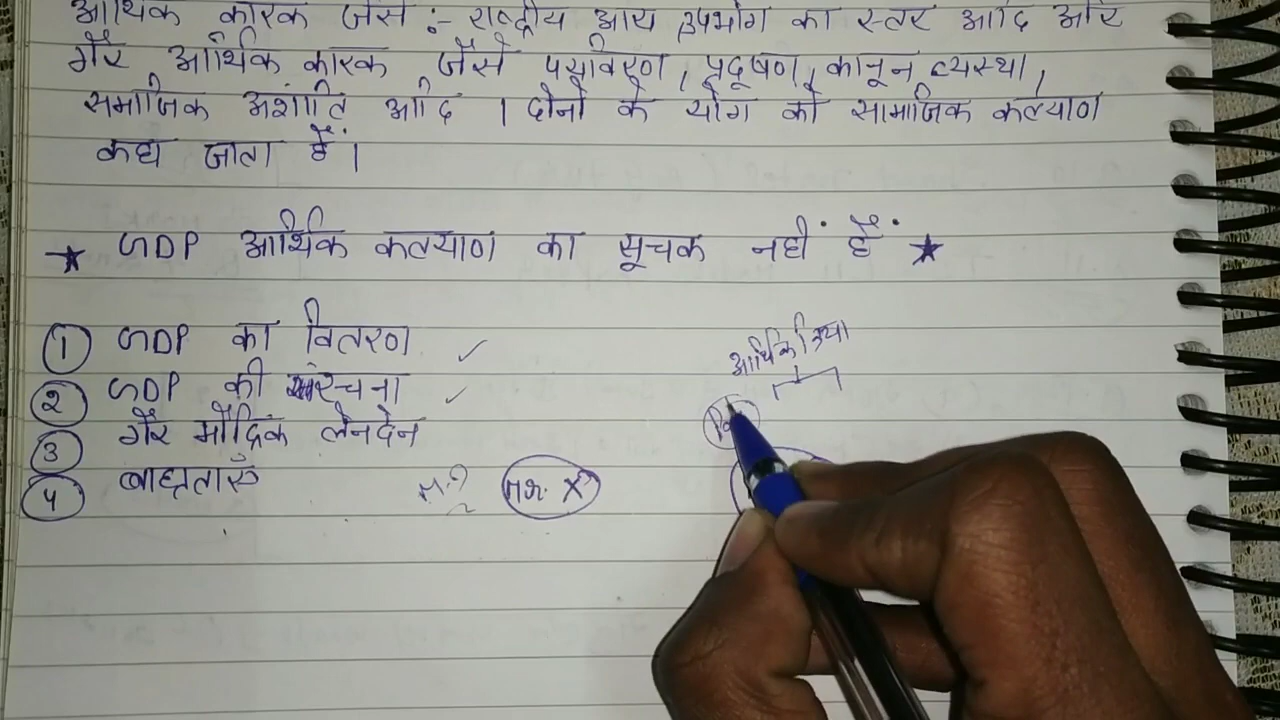 आर्थिक कारक जैसे :- राष्ट्रीय आय, उपभोग का स्तर आदि और
गैर आर्थिक कारक जैसे पर्यावरण, प्रदूषण, कानून व्यस्था,
समाजिक अशांति आदि । दोनों के योग को सामाजिक कल्याण
कहा जाता है।
★ GDP आर्थिक कल्याण का सूचक नहीं हैं ★
① GDP का वितरण ✓
② GDP की संरचना ✓
③ गैर मौद्रिक लेनदेन
④ बाह्यताएँ
आर्थिक क्रिया
X